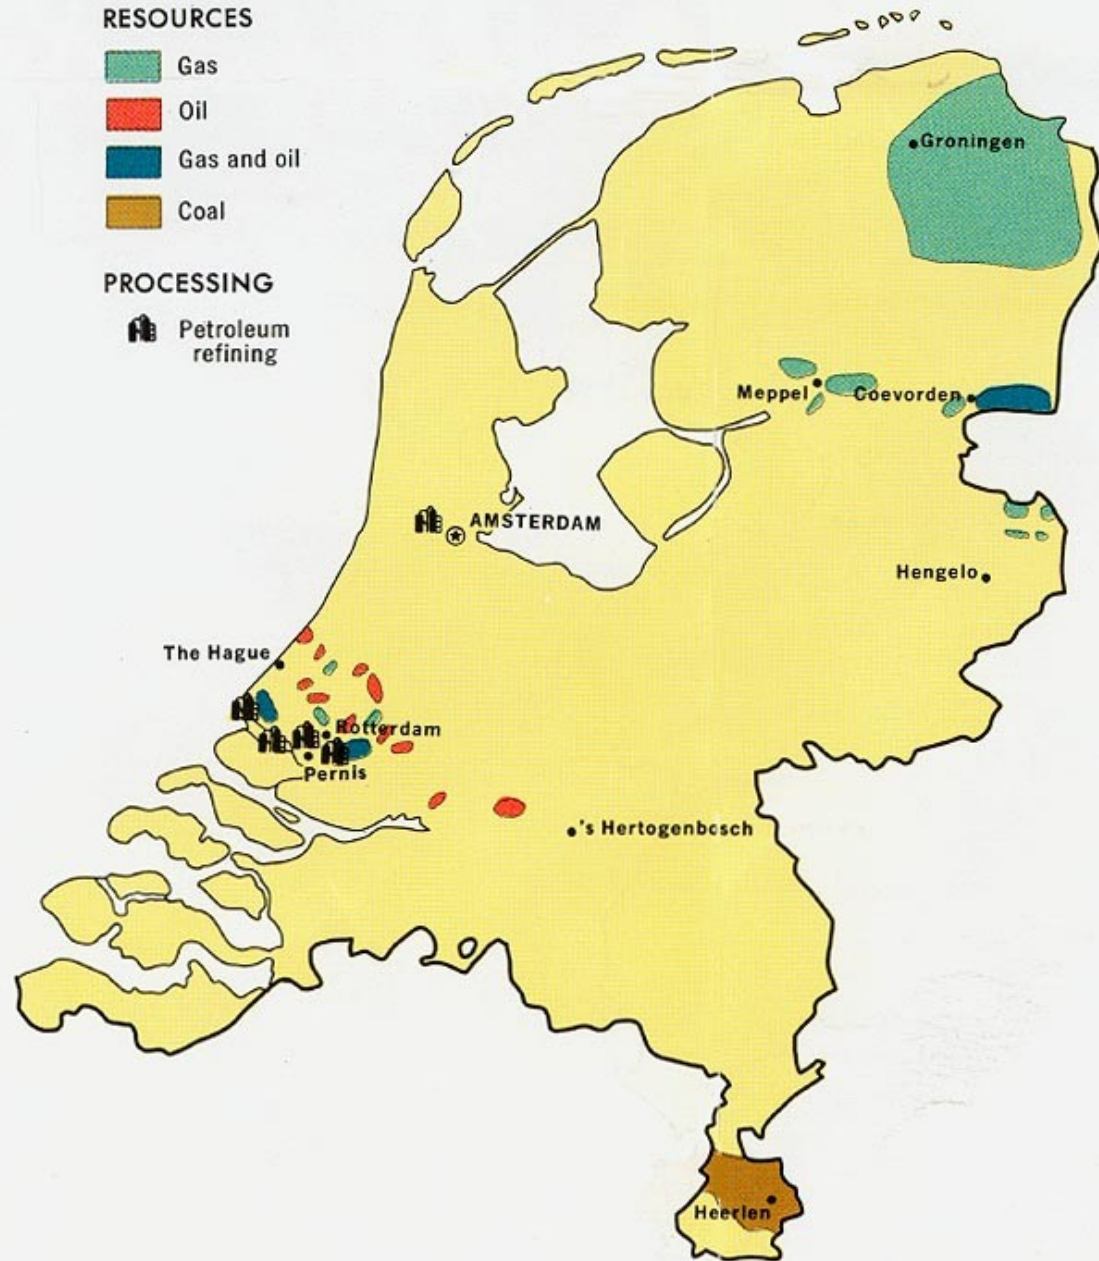 RESOURCES
Gas
Oil
Gas and oil
Coal
PROCESSING
Petroleum
refining
Groningen
Meppel
Coevorden
AMSTERDAM
Hengelo
The Hague
Rotterdam
Pernis
's Hertogenbosch
Heerlen